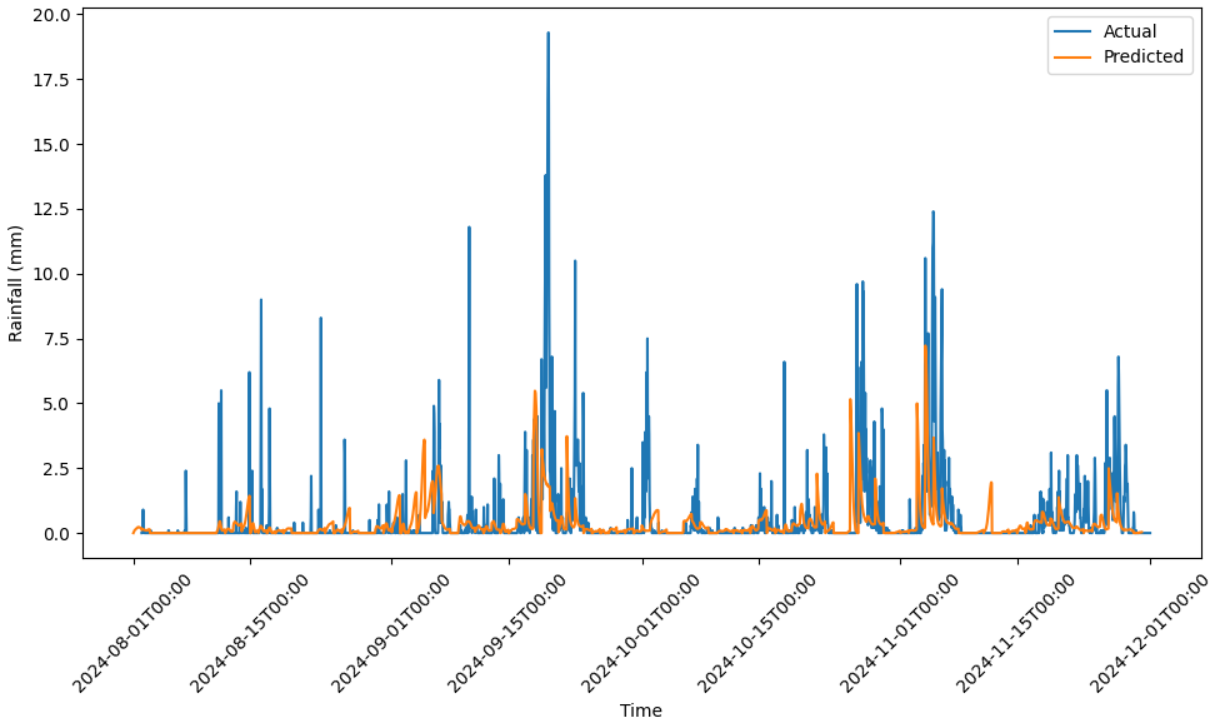 20.0
17.5
15.0
12.5
10.0
7.5
5.0
2.5
0.0
Rainfall (mm)
Actual
Predicted
2024-08-01T00:00
2024-08-15T00:00
2024-09-01T00:00
2024-09-15T00:00
2024-10-01T00:00
2024-10-15T00:00
2024-11-01T00:00
2024-11-15T00:00
2024-12-01T00:00
Time